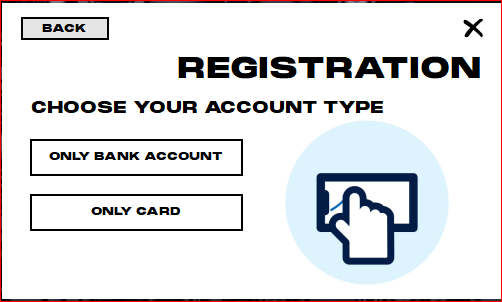 BACK
REGISTRATION
CHOOSE YOUR ACCOUNT TYPE
ONLY BANK ACCOUNT
ONLY CARD